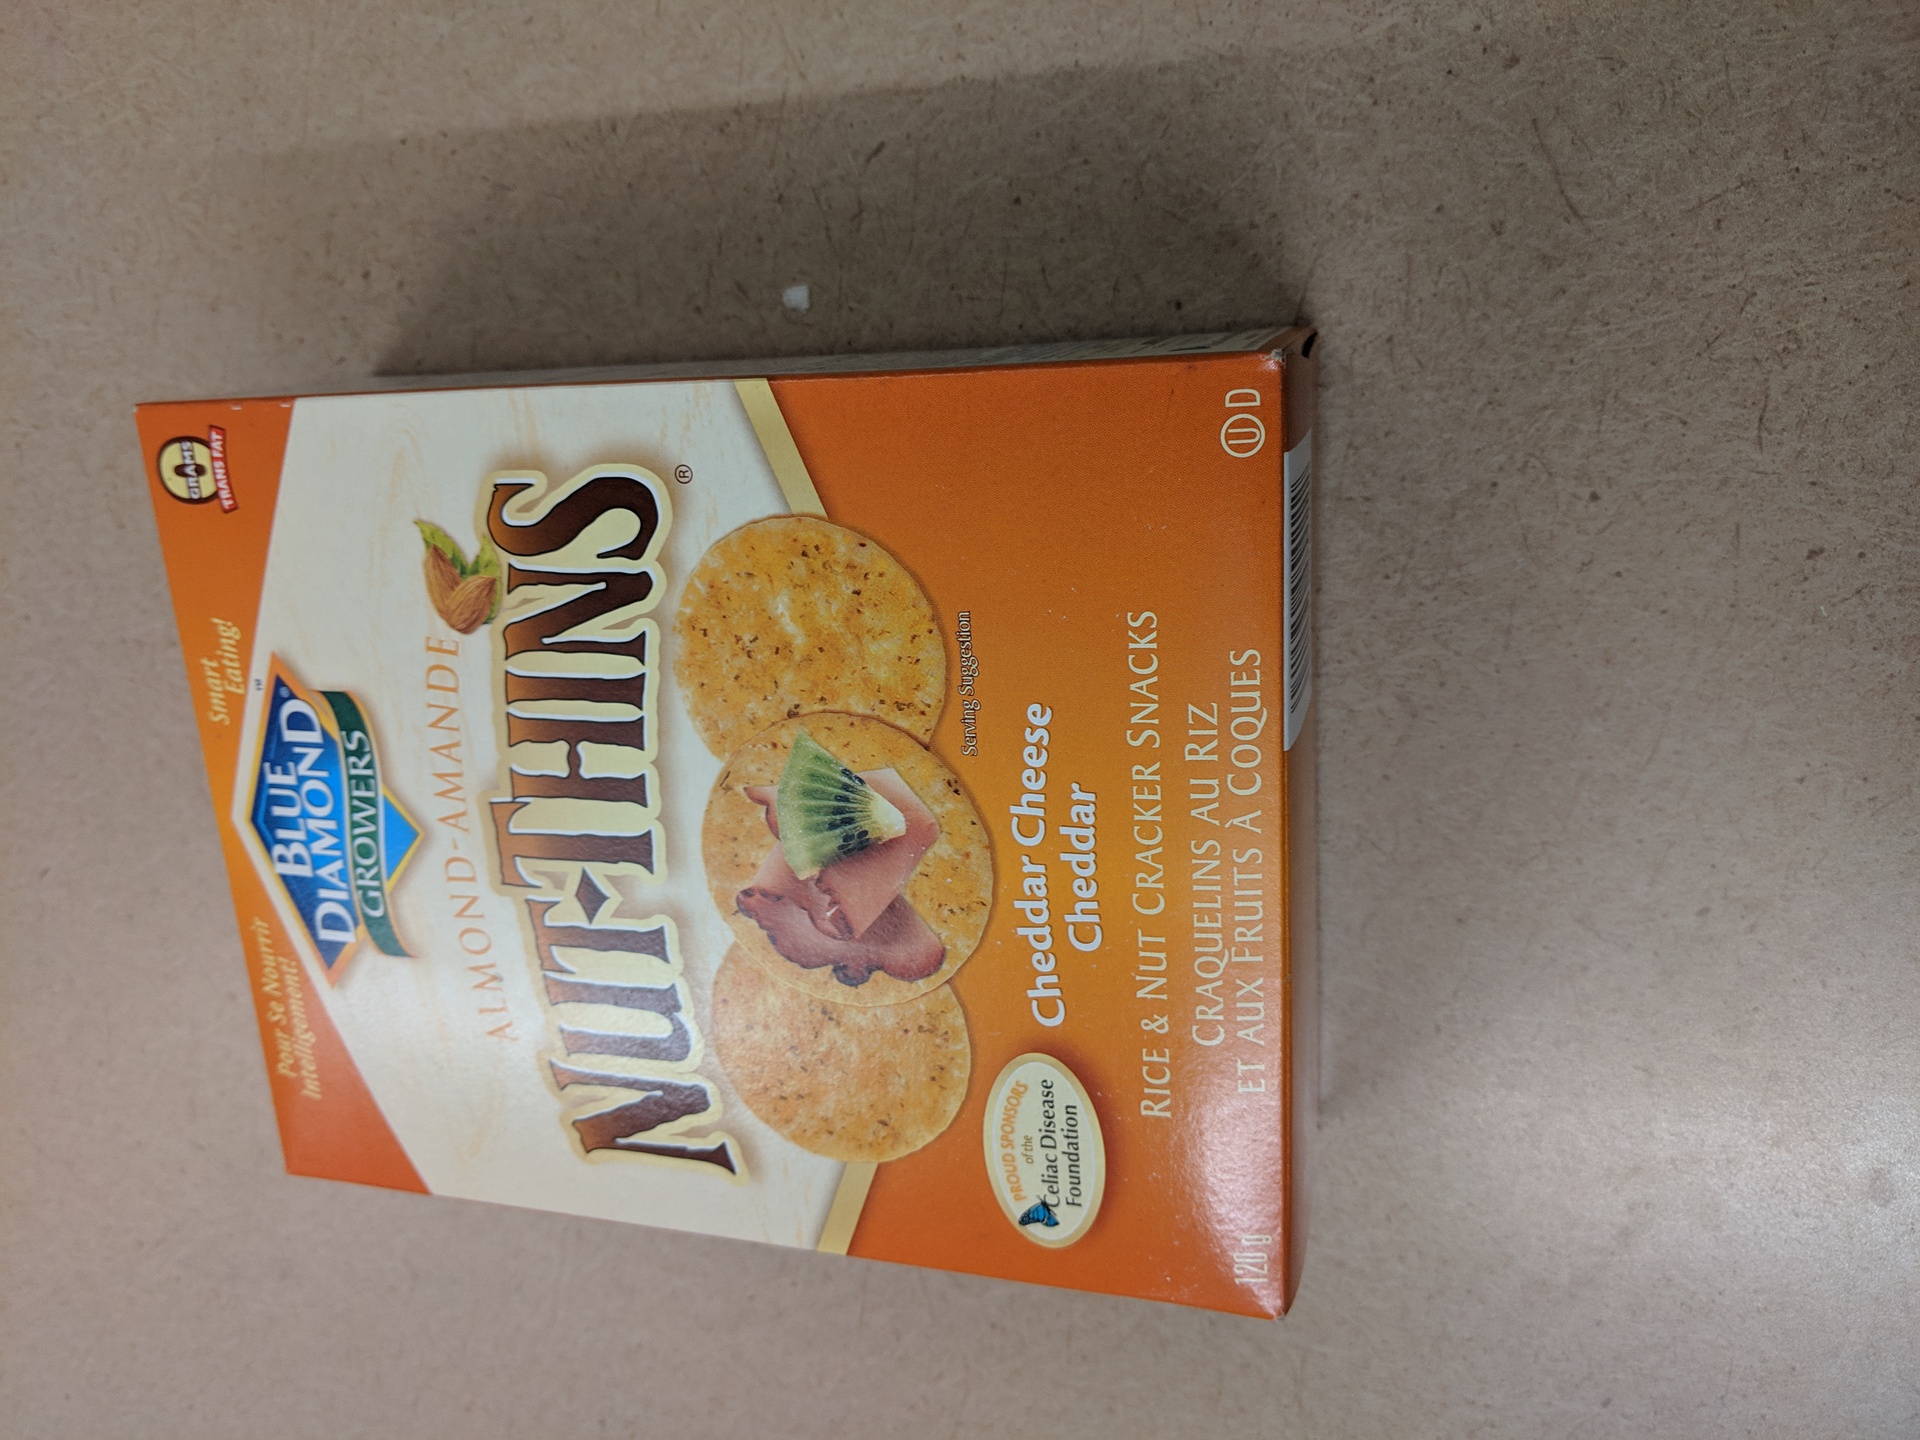 Pour Se Nourrir
Intelligement!
Smart
Eating!
0
GRAMS
TRANS FAT
BLUE
DIAMOND®
GROWERS
™
ALMOND-AMANDE
NUT-THINS
®
Serving Suggestion
PROUD SPONSORS
of the
Celiac Disease
Foundation
Cheddar Cheese
Cheddar
RICE & NUT CRACKER SNACKS
CRAQUELINS AU RIZ
ET AUX FRUITS À COQUES
120 g
U D